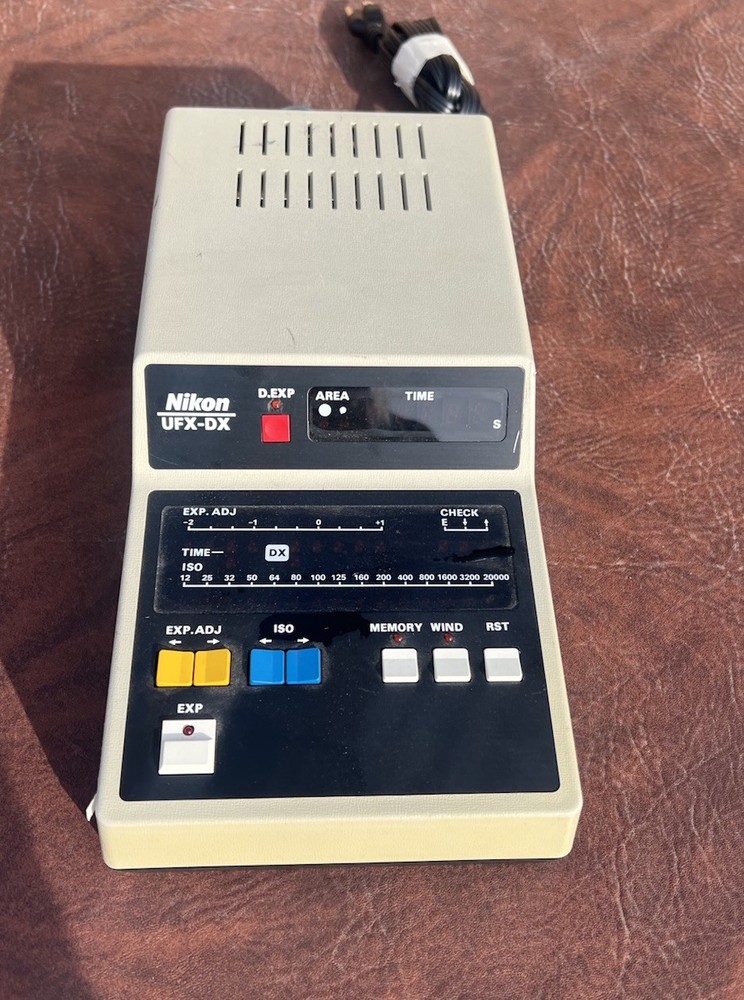 Nikon
UFX-DX
D.EXP
AREA
TIME
S
EXP. ADJ
-2 -1 0 +1
CHECK
E
TIME—
DX
ISO
12 25 32 50 64 80 100 125 160 200 400 800 1600 3200 20000
EXP.ADJ
← →
ISO
← →
MEMORY
WIND
RST
EXP